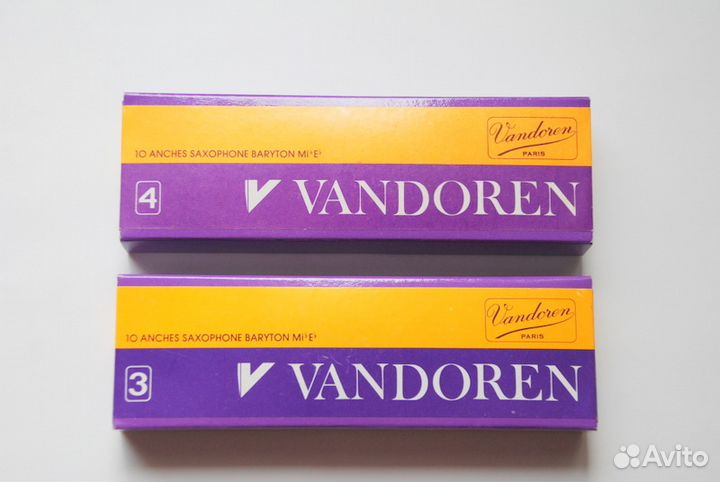 Vandoren
PARIS
10 ANCHES SAXOPHONE BARYTON Mi♭E♭
4
VANDOREN
Vandoren
PARIS
10 ANCHES SAXOPHONE BARYTON Mi♭E♭
3
VANDOREN
Avito